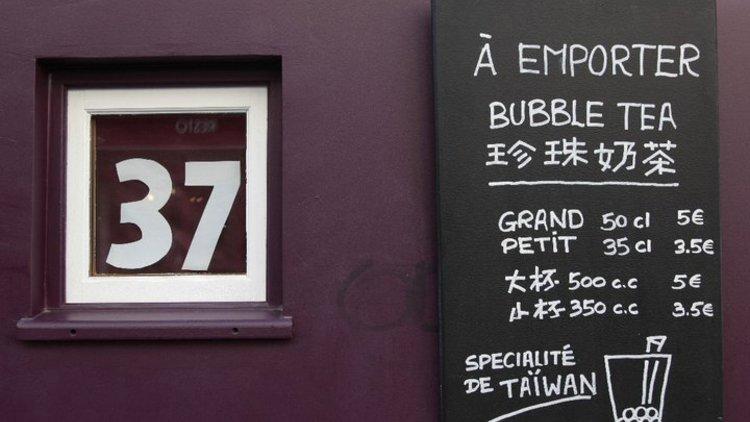 37
À EMPORTER
BUBBLE TEA
珍珠奶茶
GRAND 50 cl 5€
PETIT 35 cl 3.5€
大杯 500 c.c 5€
小杯 350 c.c 3.5€
SPECIALITÉ
DE TAÏWAN